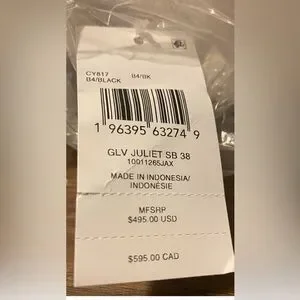 CY817 B4/BK
B4/BLACK
1 96395 63274 9
GLV JULIET SB 38
10011265JAX
MADE IN INDONESIA/
INDONÉSIE
MFSRP
$495.00 USD
$595.00 CAD